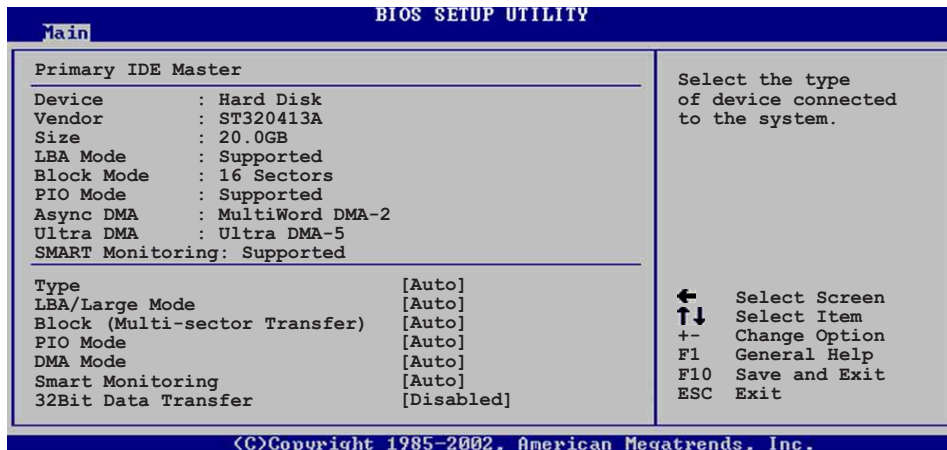 BIOS SETUP UTILITY
Main
Primary IDE Master
Device : Hard Disk
Vendor : ST320413A
Size : 20.0GB
LBA Mode : Supported
Block Mode : 16 Sectors
PIO Mode : Supported
Async DMA : MultiWord DMA-2
Ultra DMA : Ultra DMA-5
SMART Monitoring: Supported
Type [Auto]
LBA/Large Mode [Auto]
Block (Multi-sector Transfer) [Auto]
PIO Mode [Auto]
DMA Mode [Auto]
Smart Monitoring [Auto]
32Bit Data Transfer [Disabled]
Select the type
of device connected
to the system.
← Select Screen
↑↓ Select Item
+- Change Option
F1 General Help
F10 Save and Exit
ESC Exit
(C)Copyright 1985-2002, American Megatrends, Inc.